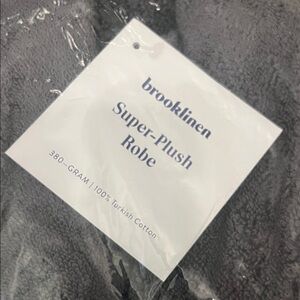 brooklinen
Super-Plush
Robe
380-GRAM | 100% Turkish Cotton